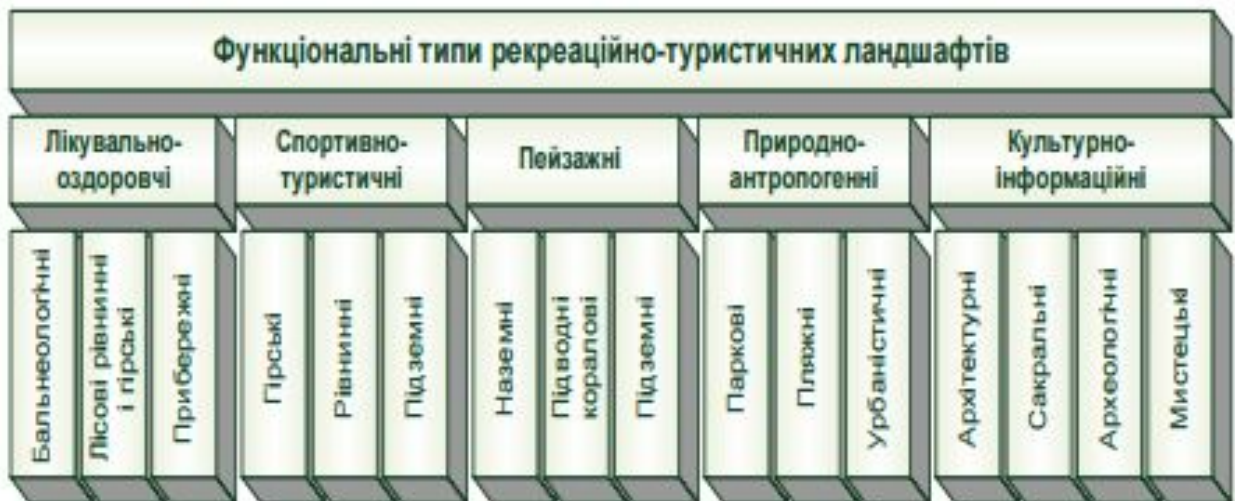 Функціональні типи рекреаційно-туристичних ландшафтів
Лікувально-
оздоровчі
Спортивно-
туристичні
Пейзажні
Природно-
антропогенні
Культурно-
інформаційні
Бальнеологічні
Лісові рівнинні
і гірські
Прибережні
Гірські
Рівнинні
Підземні
Наземні
Підводні
коралові
Підземні
Паркові
Пляжні
Урбаністичні
Архітектурні
Сакральні
Археологічні
Мистецькі